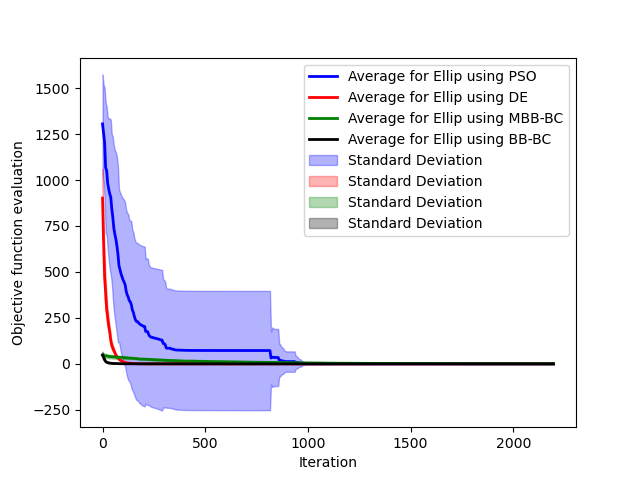 Average for Ellip using PSO
Average for Ellip using DE
Average for Ellip using MBB-BC
Average for Ellip using BB-BC
Standard Deviation
Standard Deviation
Standard Deviation
Standard Deviation
Objective function evaluation
1500
1250
1000
750
500
250
0
−250
0 500 1000 1500 2000
Iteration